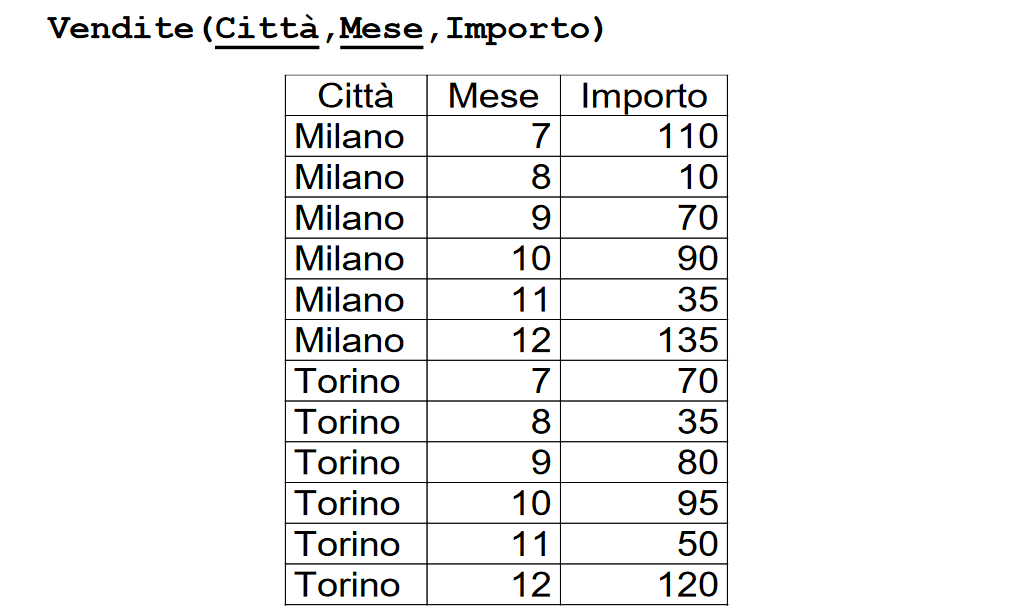 Vendite(Città,Mese,Importo)
Città Mese Importo
Milano 7 110
Milano 8 10
Milano 9 70
Milano 10 90
Milano 11 35
Milano 12 135
Torino 7 70
Torino 8 35
Torino 9 80
Torino 10 95
Torino 11 50
Torino 12 120